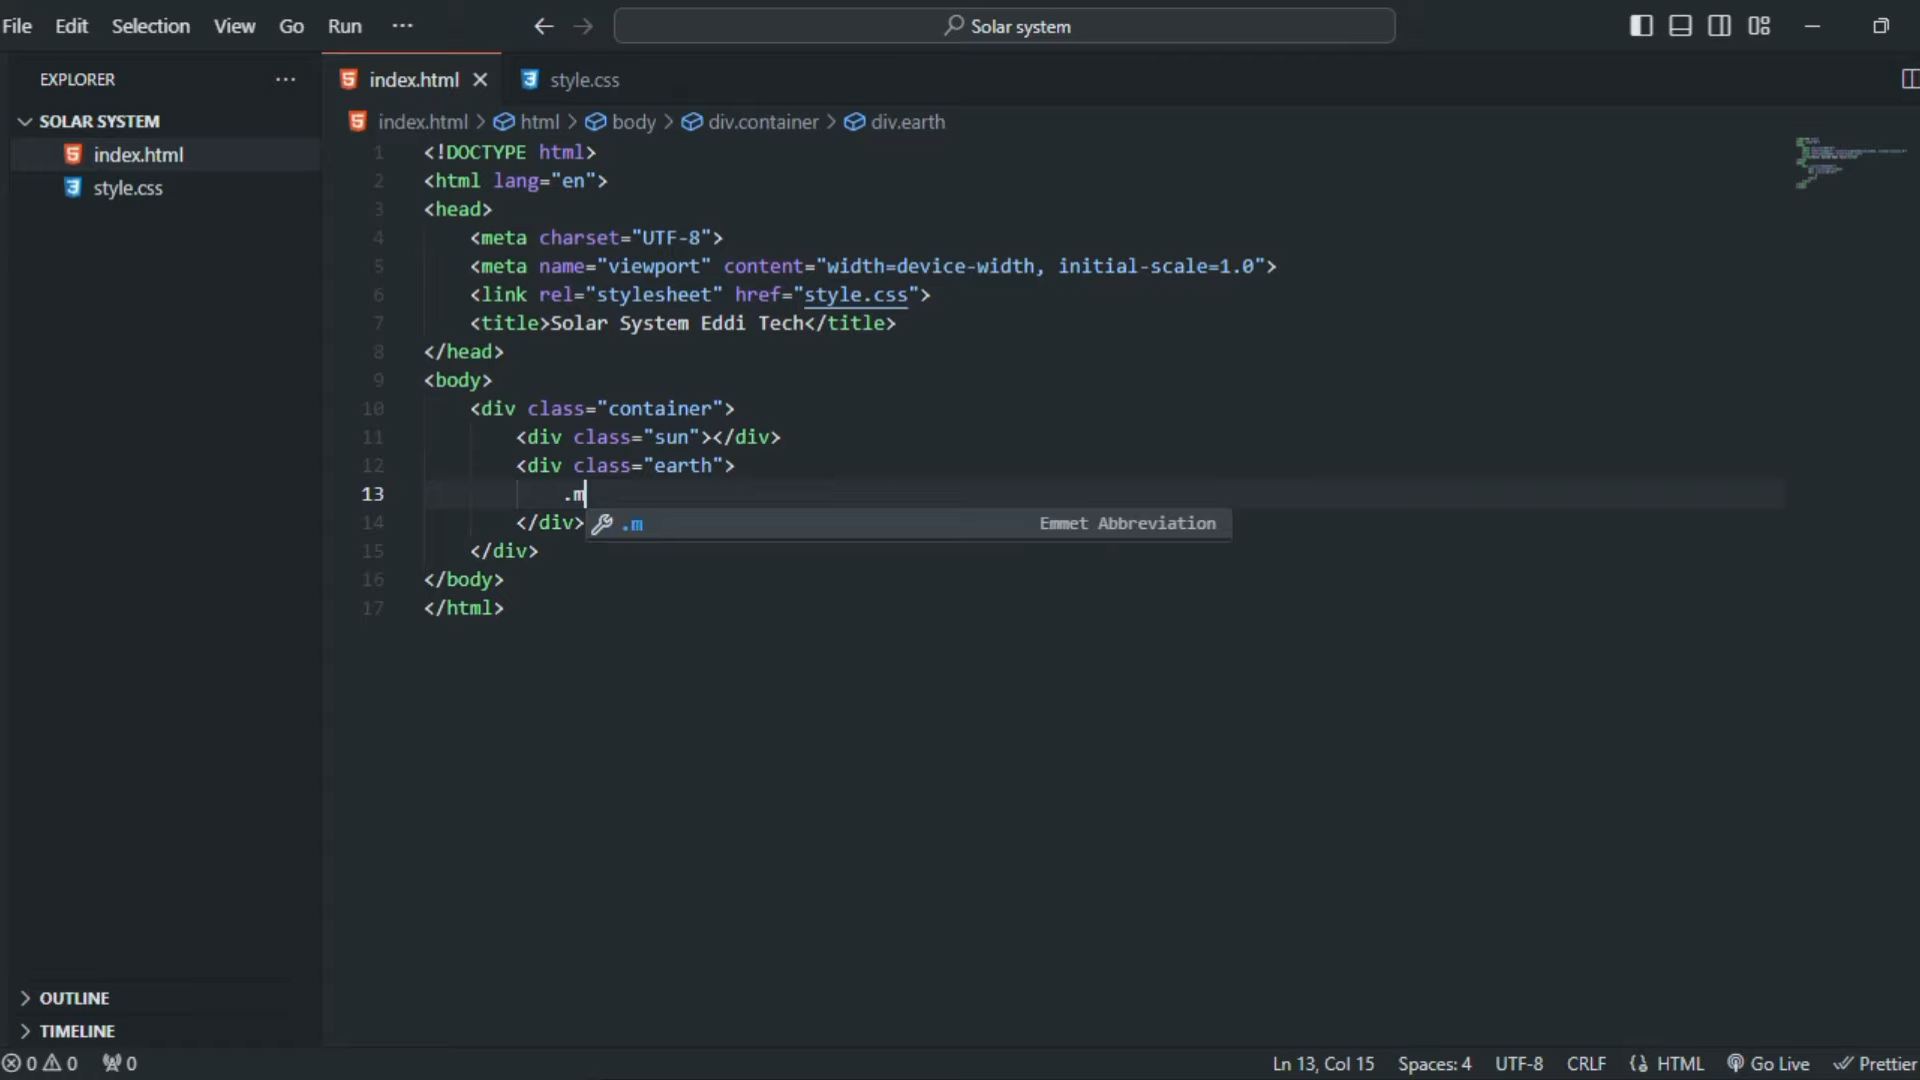 File Edit Selection View Go Run ···
Solar system
EXPLORER ···
SOLAR SYSTEM
index.html
style.css
index.html
style.css
index.html > html > body > div.container > div.earth
1 <!DOCTYPE html>
2 <html lang="en">
3 <head>
4 <meta charset="UTF-8">
5 <meta name="viewport" content="width=device-width, initial-scale=1.0">
6 <link rel="stylesheet" href="style.css">
7 <title>Solar System Eddi Tech</title>
8 </head>
9 <body>
10 <div class="container">
11 <div class="sun"></div>
12 <div class="earth">
13 .m
14 </div>
.m Emmet Abbreviation
15 </div>
16 </body>
17 </html>
OUTLINE
TIMELINE
0 0 0
Ln 13, Col 15 Spaces: 4 UTF-8 CRLF HTML Go Live Prettier